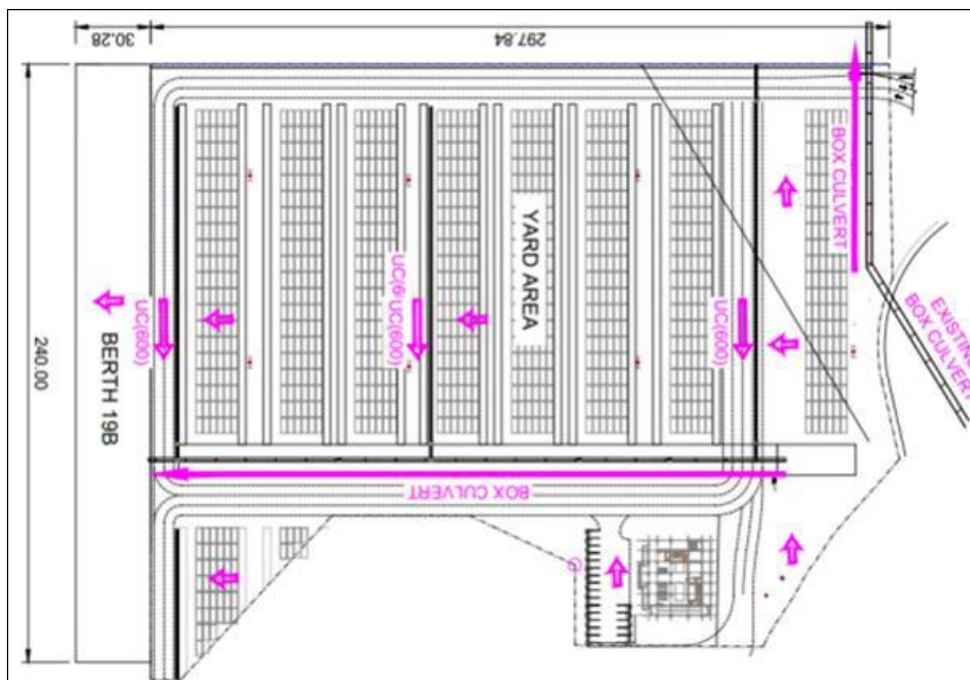 30.28
297.84
240.00
BERTH 19B
UC(600)
UC(6
UC(600)
YARD AREA
UC(600)
BOX CULVERT
EXISTING
BOX CULVERT
BOX CULVERT